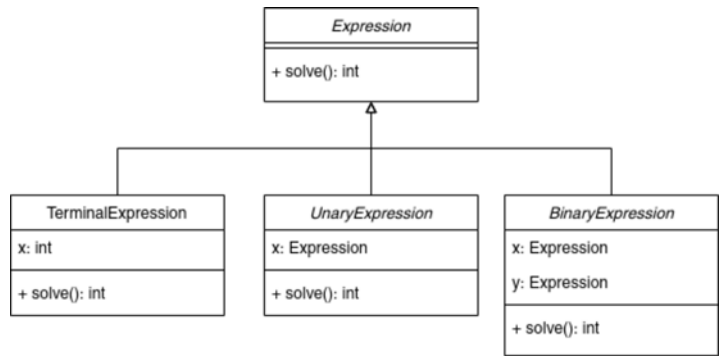 Expression
+ solve(): int
TerminalExpression
x: int
+ solve(): int
UnaryExpression
x: Expression
+ solve(): int
BinaryExpression
x: Expression
y: Expression
+ solve(): int